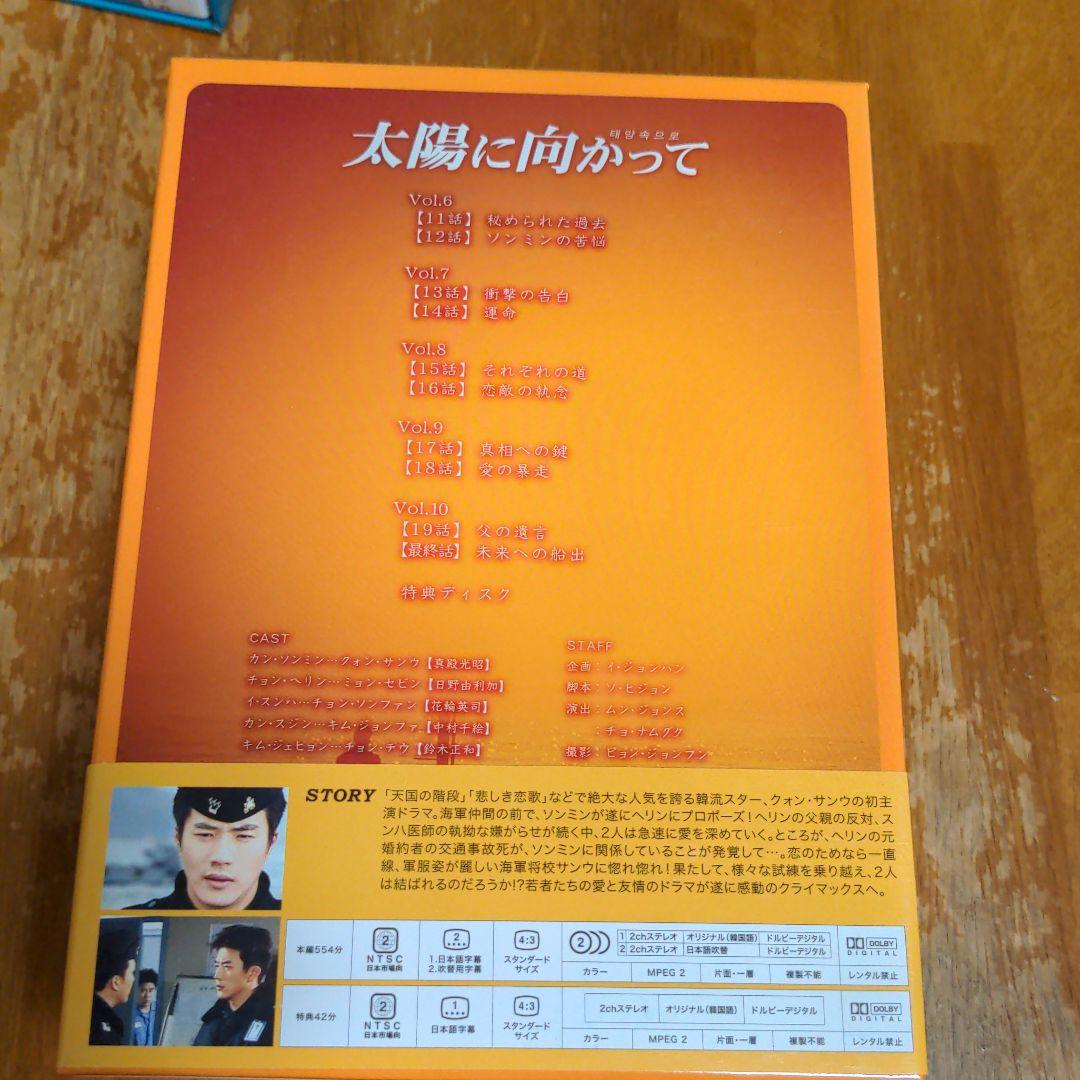 태양속으로
太陽に向かって
Vol.6
【11話】 秘められた過去
【12話】 ソンミンの苦悩
Vol.7
【13話】 衝撃の告白
【14話】 運命
Vol.8
【15話】 それぞれの道
【16話】 恋敵の執念
Vol.9
【17話】 真相への鍵
【18話】 愛の暴走
Vol.10
【19話】 父の遺言
【最終話】 未来への船出
特典ディスク
CAST
カン・ソンミン…クォン・サンウ【真殿光昭】
チョン・ヘリン…ミョン・セビン【日野由利加】
イ・スンハ…チョン・ソンファン【花輪英司】
カン・スジン…キム・ジョンファ【中村千絵】
キム・ジェヒョン…チョン・テウ【鈴木正和】
STAFF
企画：イ・ジョンハン
脚本：ソ・ヒジョン
演出：ムン・ジョンス
：チョ・ナムグク
撮影：ピョン・ジョンフン
STORY 「天国の階段」「悲しき恋歌」などで絶大な人気を誇る韓流スター、クォン・サンウの初主
演ドラマ。海軍仲間の前で、ソンミンが遂にヘリンにプロポーズ！ヘリンの父親の反対、ス
ンハ医師の執拗な嫌がらせが続く中、2人は急速に愛を深めていく。ところが、ヘリンの元
婚約者の交通事故死が、ソンミンに関係していることが発覚して…。恋のためなら一直
線、軍服姿が麗しい海軍将校サンウに惚れ惚れ！果たして、様々な試練を乗り越え、2人
は結ばれるのだろうか!?若者たちの愛と友情のドラマが遂に感動のクライマックスへ。
本編554分
2
NTSC
日本市場向
2
1.日本語字幕
2.吹替用字幕
4:3
スタンダード
サイズ
2
1 2chステレオ オリジナル(韓国語) ドルビーデジタル
2 2chステレオ 日本語吹替 ドルビーデジタル
DOLBY
DIGITAL
カラー MPEG 2 片面・一層 複製不能 レンタル禁止
特典42分
2
NTSC
日本市場向
1
日本語字幕
4:3
スタンダード
サイズ
2chステレオ オリジナル(韓国語) ドルビーデジタル
DOLBY
DIGITAL
カラー MPEG 2 片面・一層 複製不能 レンタル禁止